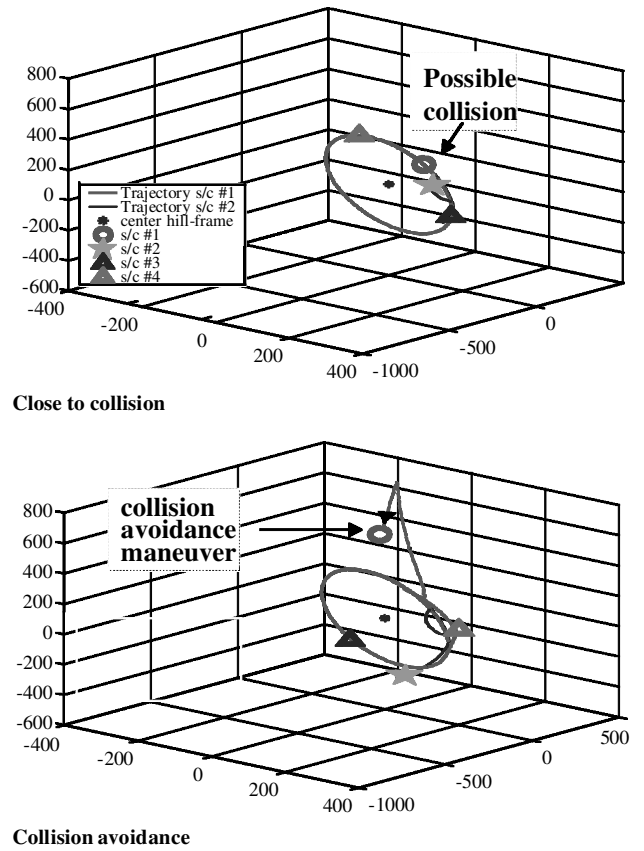 800
600
400
200
0
-200
-400
-600
Possible
collision
Trajectory s/c #1
Trajectory s/c #2
center hill-frame
s/c #1
s/c #2
s/c #3
s/c #4
-400
-200
0
200
400
-1000
-500
0
Close to collision
800
600
400
200
0
-200
-400
-600
collision
avoidance
maneuver
-400
-200
0
200
400
-1000
-500
0
500
Collision avoidance